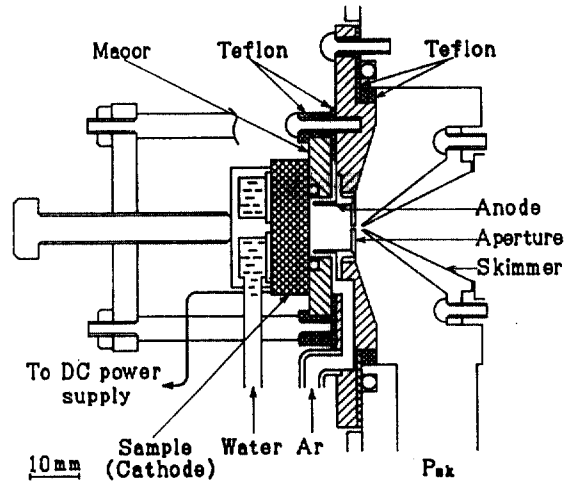 Macor
Teflon
Teflon
Anode
Aperture
Skimmer
To DC power
supply
Sample
(Cathode)
Water
Ar
10mm
Psk